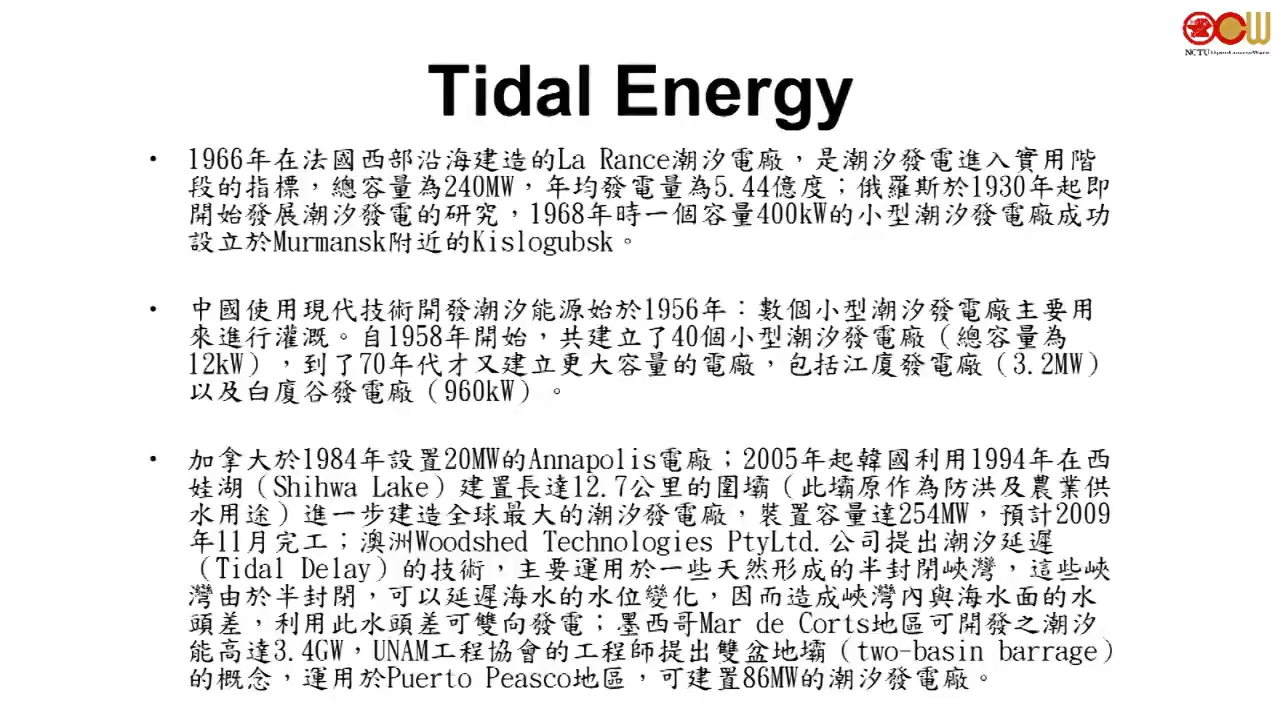 NCTU OpenCourseWare
Tidal Energy
• 1966年在法國西部沿海建造的La Rance潮汐電廠，是潮汐發電進入實用階
段的指標，總容量為240MW，年均發電量為5.44億度；俄羅斯於1930年起即
開始發展潮汐發電的研究，1968年時一個容量400kW的小型潮汐發電廠成功
設立於Murmansk附近的Kislogubsk。
• 中國使用現代技術開發潮汐能源始於1956年：數個小型潮汐發電廠主要用
來進行灌溉。自1958年開始，共建立了40個小型潮汐發電廠（總容量為
12kW），到了70年代才又建立更大容量的電廠，包括江廈發電廠（3.2MW）
以及白廈谷發電廠（960kW）。
• 加拿大於1984年設置20MW的Annapolis電廠；2005年起韓國利用1994年在西
娃湖（Shihwa Lake）建置長達12.7公里的圍壩（此壩原作為防洪及農業供
水用途）進一步建造全球最大的潮汐發電廠，裝置容量達254MW，預計2009
年11月完工；澳洲Woodshed Technologies PtyLtd.公司提出潮汐延遲
（Tidal Delay）的技術，主要運用於一些天然形成的半封閉峽灣，這些峽
灣由於半封閉，可以延遲海水的水位變化，因而造成峽灣內與海水面的水
頭差，利用此水頭差可雙向發電；墨西哥Mar de Corts地區可開發之潮汐
能高達3.4GW，UNAM工程協會的工程師提出雙盆地壩（two-basin barrage）
的概念，運用於Puerto Peasco地區，可建置86MW的潮汐發電廠。